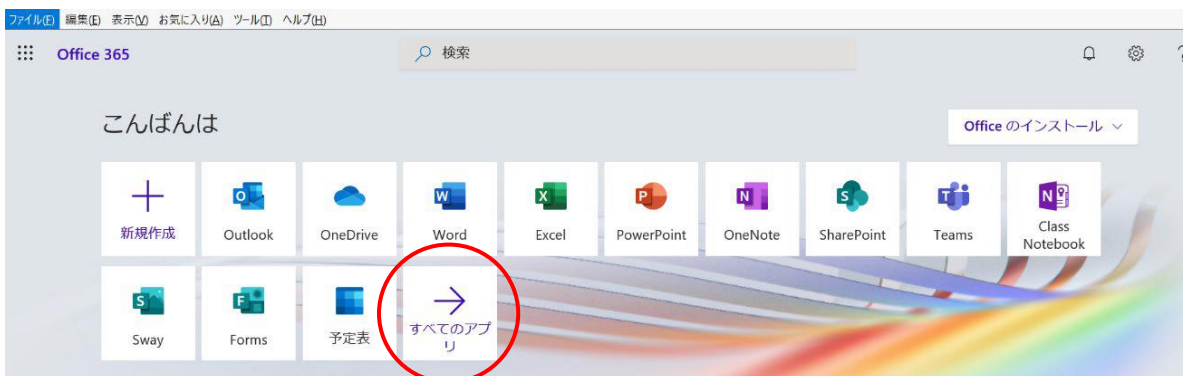 ファイル(F) 編集(E) 表示(V) お気に入り(A) ツール(T) ヘルプ(H)
Office 365
検索
こんばんは
Office のインストール
新規作成
Outlook
OneDrive
Word
Excel
PowerPoint
OneNote
SharePoint
Teams
Class
Notebook
Sway
Forms
予定表
すべてのアプ
リ